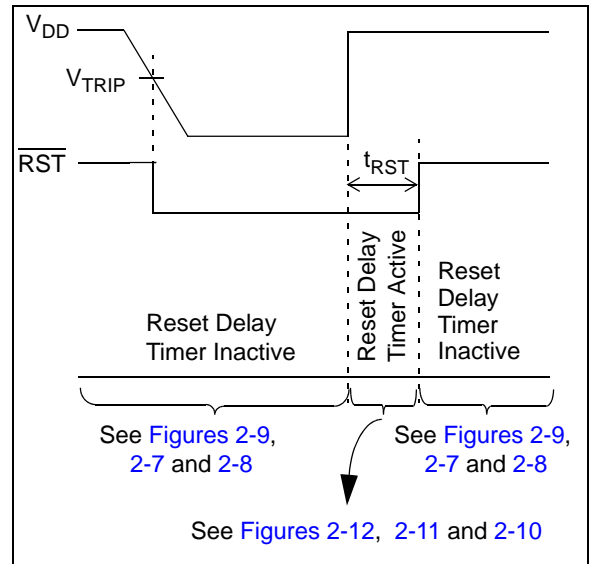 VDD
VTRIP
RST
tRST
Reset Delay
Timer Inactive
Reset Delay
Timer Active
Reset
Delay
Timer
Inactive
See Figures 2-9,
2-7 and 2-8
See Figures 2-9,
2-7 and 2-8
See Figures 2-12, 2-11 and 2-10